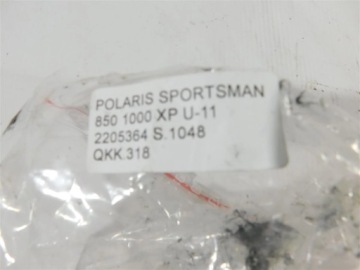 POLARIS SPORTSMAN
850 1000 XP U-11
2205364 S.1048
QKK.318